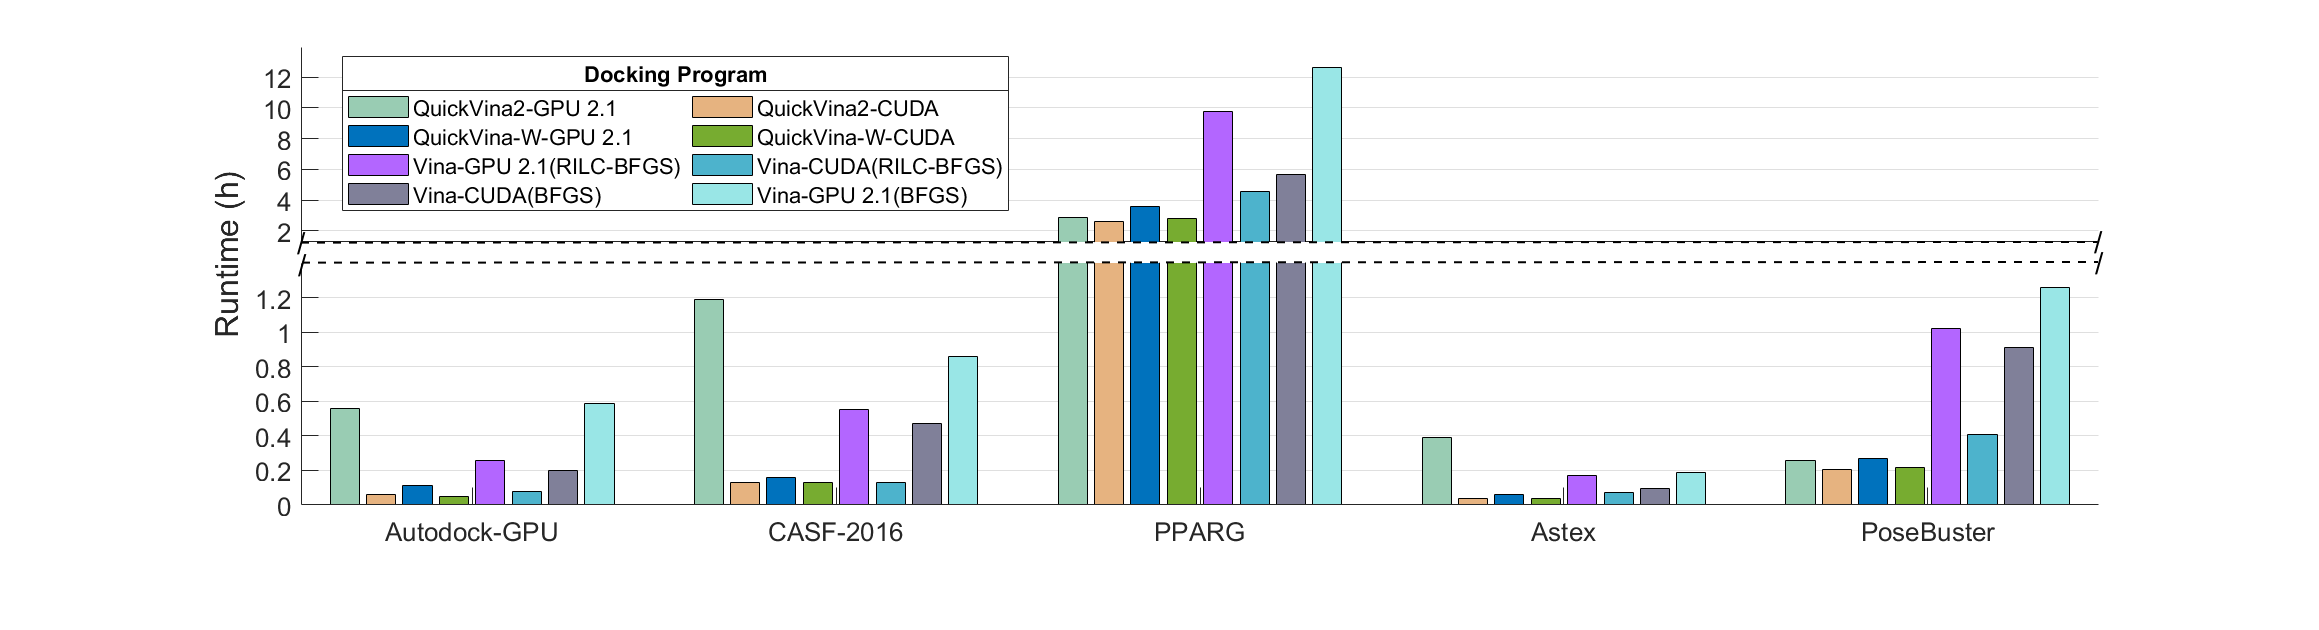 Docking Program
QuickVina2-GPU 2.1
QuickVina2-CUDA
QuickVina-W-GPU 2.1
QuickVina-W-CUDA
Vina-GPU 2.1(RILC-BFGS)
Vina-CUDA(RILC-BFGS)
Vina-CUDA(BFGS)
Vina-GPU 2.1(BFGS)
Runtime (h)
12
10
8
6
4
2
1.2
1
0.8
0.6
0.4
0.2
0
Autodock-GPU
CASF-2016
PPARG
Astex
PoseBuster